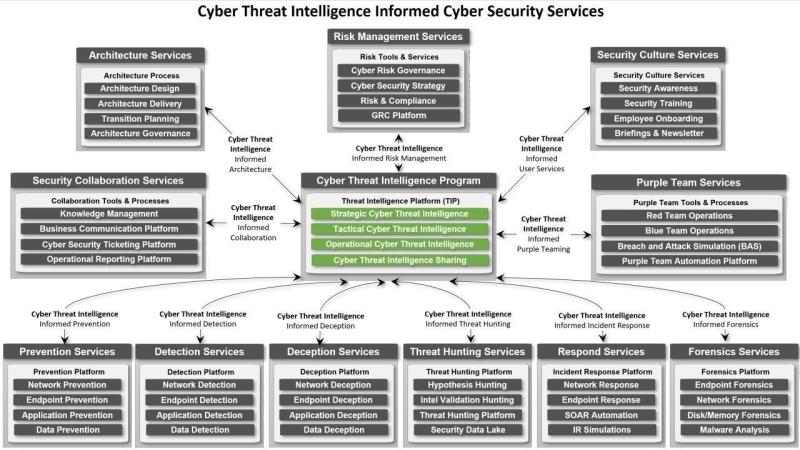 Cyber Threat Intelligence Informed Cyber Security Services
Architecture Services
Architecture Process
Architecture Design
Architecture Delivery
Transition Planning
Architecture Governance
Risk Management Services
Risk Tools & Services
Cyber Risk Governance
Cyber Security Strategy
Risk & Compliance
GRC Platform
Security Culture Services
Security Culture Services
Security Awareness
Security Training
Employee Onboarding
Briefings & Newsletter
Cyber Threat
Intelligence
Informed
Architecture
Cyber Threat Intelligence
Informed Risk Management
Cyber Threat
Intelligence
Informed
User Services
Security Collaboration Services
Collaboration Tools & Processes
Knowledge Management
Business Communication Platform
Cyber Security Ticketing Platform
Operational Reporting Platform
Cyber Threat
Intelligence
Informed
Collaboration
Cyber Threat Intelligence Program
Threat Intelligence Platform (TIP)
Strategic Cyber Threat Intelligence
Tactical Cyber Threat Intelligence
Operational Cyber Threat Intelligence
Cyber Threat Intelligence Sharing
Cyber Threat
Intelligence
Informed
Purple Teaming
Purple Team Services
Purple Team Tools & Processes
Red Team Operations
Blue Team Operations
Breach and Attack Simulation (BAS)
Purple Team Automation Platform
Cyber Threat Intelligence
Informed Prevention
Cyber Threat Intelligence
Informed Detection
Cyber Threat Intelligence
Informed Deception
Cyber Threat Intelligence
Informed Threat Hunting
Cyber Threat Intelligence
Informed Incident Response
Cyber Threat Intelligence
Informed Forensics
Prevention Services
Prevention Platform
Network Prevention
Endpoint Prevention
Application Prevention
Data Prevention
Detection Services
Detection Platform
Network Detection
Endpoint Detection
Application Detection
Data Detection
Deception Services
Deception Platform
Network Deception
Endpoint Deception
Application Deception
Data Deception
Threat Hunting Services
Threat Hunting Platform
Hypothesis Hunting
Intel Validation Hunting
Threat Hunting Platform
Security Data Lake
Respond Services
Incident Response Platform
Network Response
Endpoint Response
SOAR Automation
IR Simulations
Forensics Services
Forensics Platform
Endpoint Forensics
Network Forensics
Disk/Memory Forensics
Malware Analysis